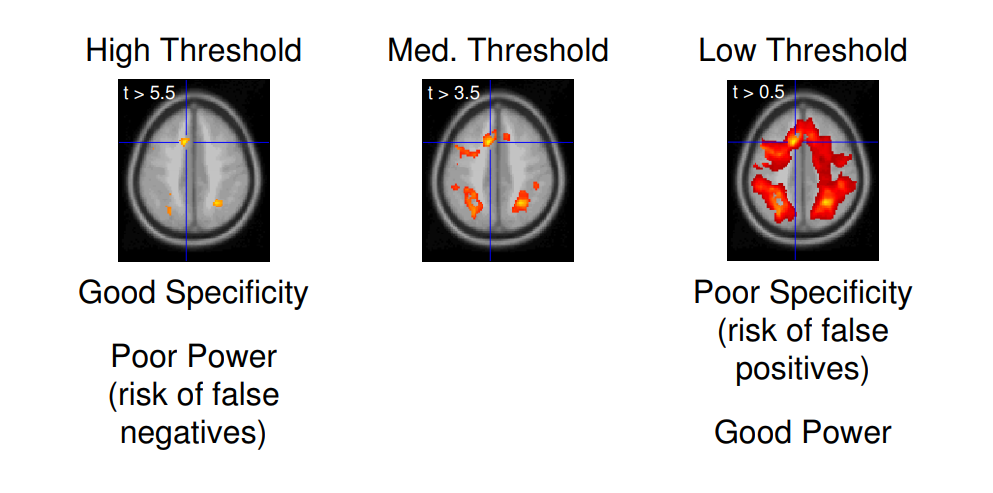 High Threshold
Med. Threshold
Low Threshold
t > 5.5
t > 3.5
t > 0.5
Good Specificity
Poor Power
(risk of false
negatives)
Poor Specificity
(risk of false
positives)
Good Power